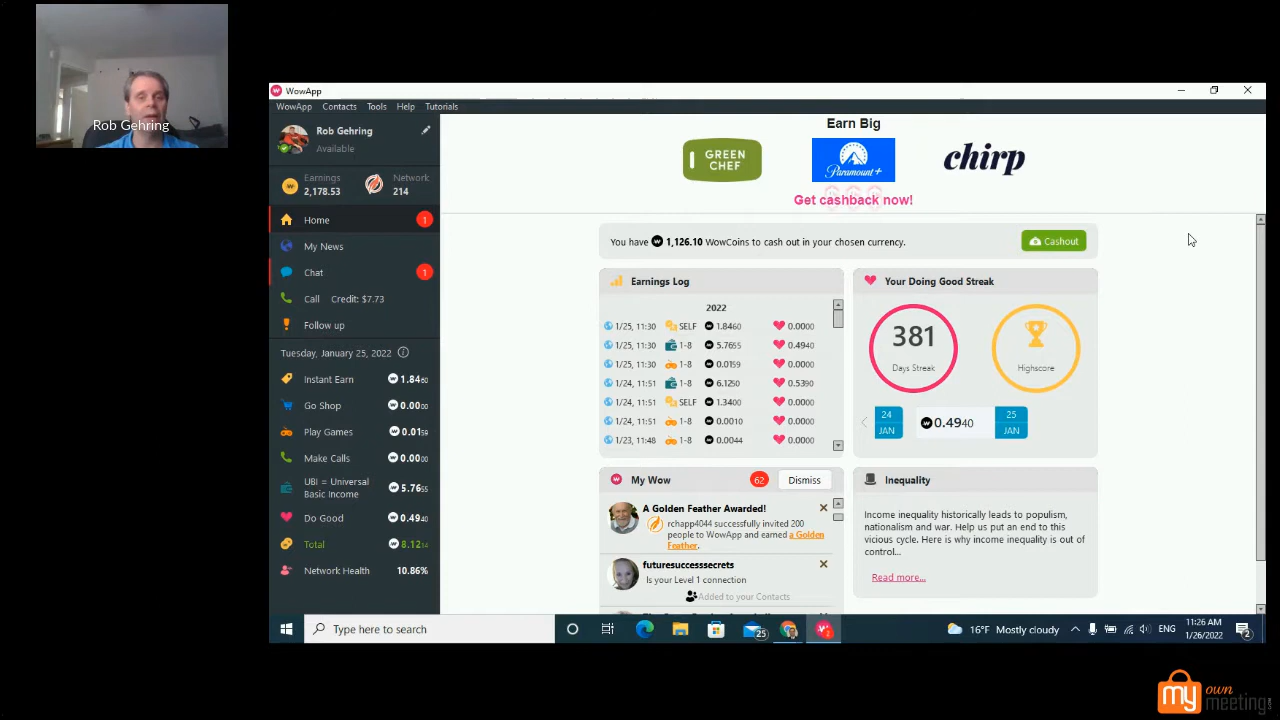 Rob Gehring
WowApp
WowApp Contacts Tools Help Tutorials
Rob Gehring
Available
Earnings
2,178.53
Network
214
Home 1
My News
Chat 1
Call Credit: $7.73
Follow up
Tuesday, January 25, 2022
Instant Earn 1.8460
Go Shop 0.0000
Play Games 0.0159
Make Calls 0.0000
UBI = Universal
Basic Income 5.7655
Do Good 0.4940
Total 8.1214
Network Health 10.86%
Earn Big
GREEN
CHEF
Paramount+
chirp
Get cashback now!
You have 1,126.10 WowCoins to cash out in your chosen currency.
Cashout
Earnings Log
2022
1/25, 11:30 SELF 1.8460 0.0000
1/25, 11:30 1-8 5.7655 0.4940
1/25, 11:30 1-8 0.0159 0.0000
1/24, 11:51 1-8 6.1250 0.5390
1/24, 11:51 SELF 1.3400 0.0000
1/24, 11:51 1-8 0.0010 0.0000
1/23, 11:48 1-8 0.0044 0.0000
Your Doing Good Streak
381
Days Streak
Highscore
24
JAN
0.4940
25
JAN
My Wow 62 Dismiss
A Golden Feather Awarded!
rchapp4044 successfully invited 200
people to WowApp and earned a Golden
Feather.
futuresuccesssecrets
Is your Level 1 connection
Added to your Contacts
Inequality
Income inequality historically leads to populism,
nationalism and war. Help us put an end to this
vicious cycle. Here is why income inequality is out of
control...
Read more...
Type here to search
25
16°F Mostly cloudy
ENG
11:26 AM
1/26/2022
2
my own
meeting.com